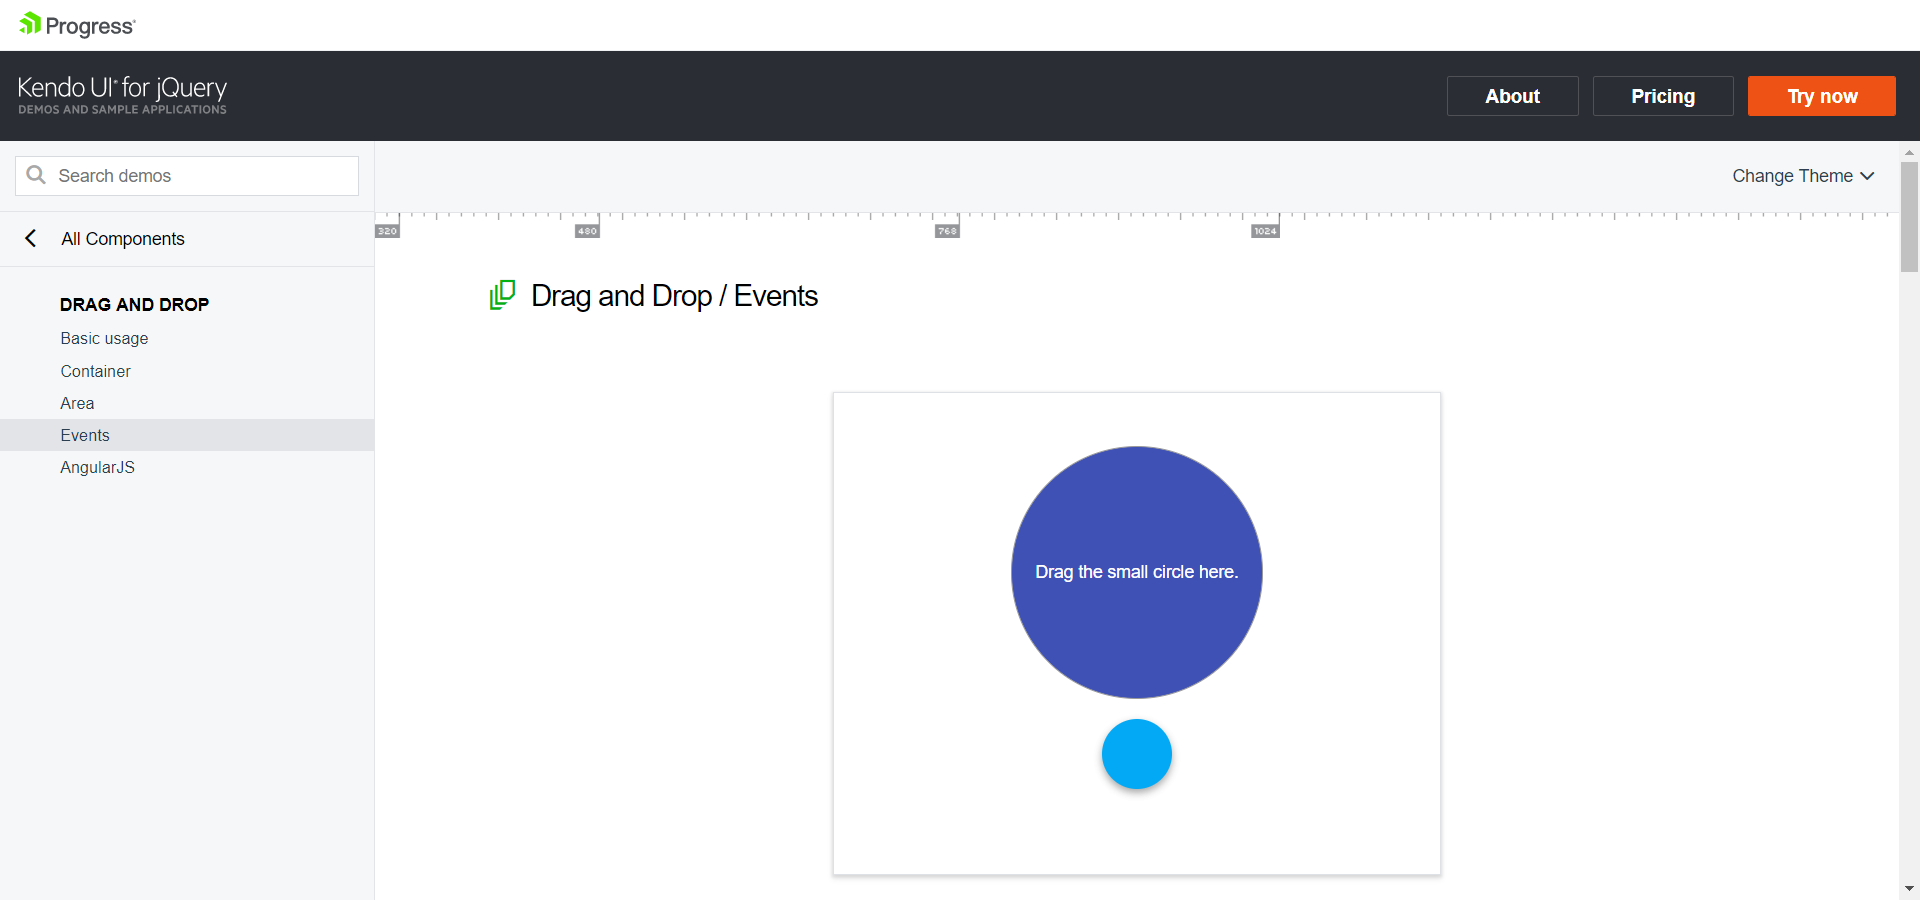 Progress
Kendo UI® for jQuery
DEMOS AND SAMPLE APPLICATIONS
About
Pricing
Try now
Search demos
Change Theme
All Components
320
480
768
1024
DRAG AND DROP
Basic usage
Container
Area
Events
AngularJS
Drag and Drop / Events
Drag the small circle here.